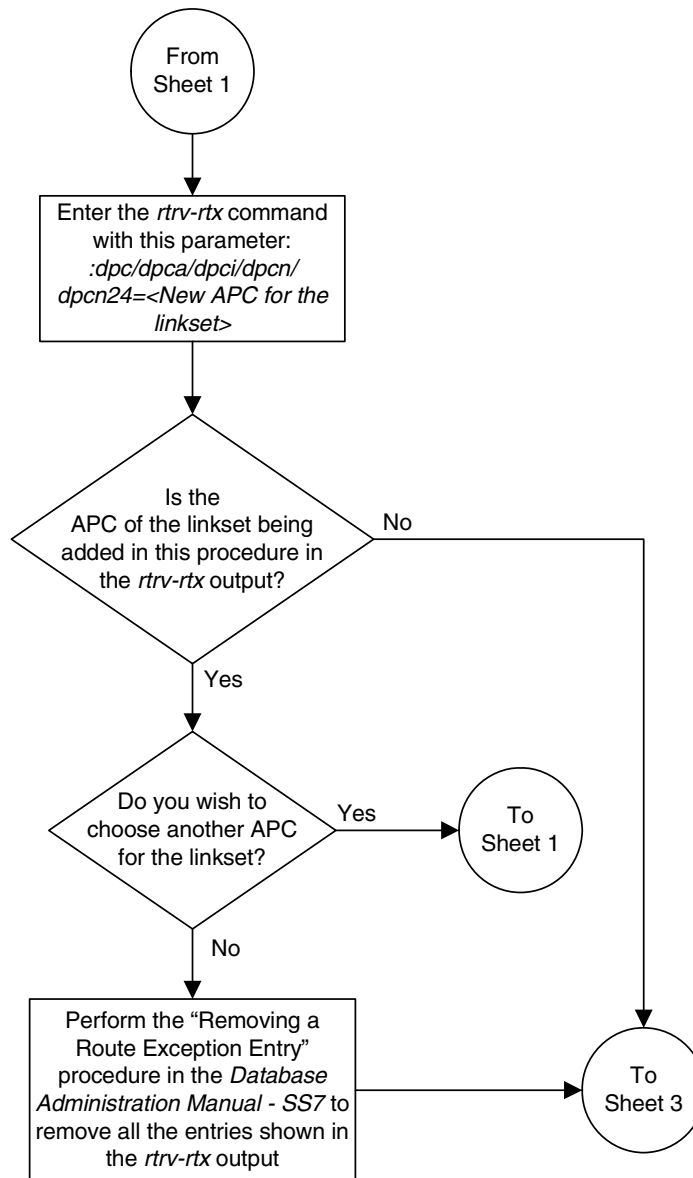 From
Sheet 1
Enter the rtrv-rtx command
with this parameter:
:dpc/dpca/dpci/dpcn/
dpcn24=<New APC for the
linkset>
Is the
APC of the linkset being
added in this procedure in
the rtrv-rtx output?
No
Yes
Do you wish to
choose another APC
for the linkset?
Yes
To
Sheet 1
No
Perform the “Removing a
Route Exception Entry”
procedure in the Database
Administration Manual - SS7 to
remove all the entries shown in
the rtrv-rtx output
To
Sheet 3